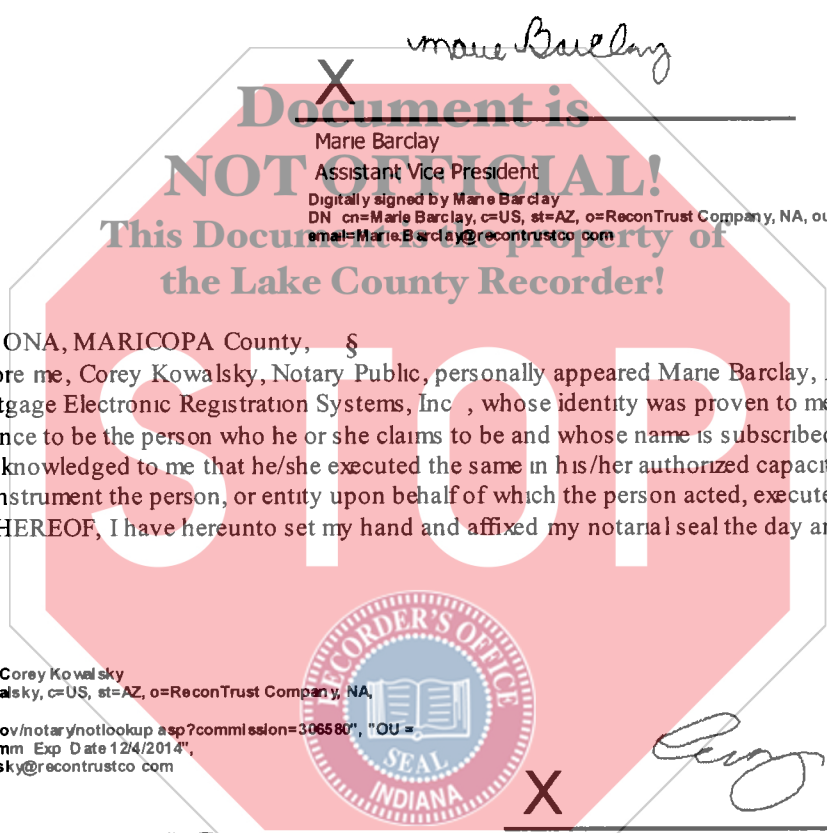 Marie Barclay
X
Document is
NOT OFFICIAL!
Marie Barclay
Assistant Vice President
Digitally signed by Marie Barclay
DN cn=Marie Barclay, c=US, st=AZ, o=ReconTrust Company, NA, ou
email=Marie.Barclay@recontrustco com
This Document is the property of
the Lake County Recorder!
ONA, MARICOPA County, §
ore me, Corey Kowalsky, Notary Public, personally appeared Marie Barclay,
tgage Electronic Registration Systems, Inc , whose identity was proven to me
nce to be the person who he or she claims to be and whose name is subscribed
knowledged to me that he/she executed the same in his/her authorized capacit
nstrument the person, or entity upon behalf of which the person acted, execute
HEREOF, I have hereunto set my hand and affixed my notarial seal the day an
STOP
Corey Kowalsky
alsky, c=US, st=AZ, o=ReconTrust Company, NA,
ov/notary/notlookup asp?commission=306580", "OU =
mm Exp Date 12/4/2014",
sky@recontrustco com
RECORDER'S OFFICE
SEAL
INDIANA
X